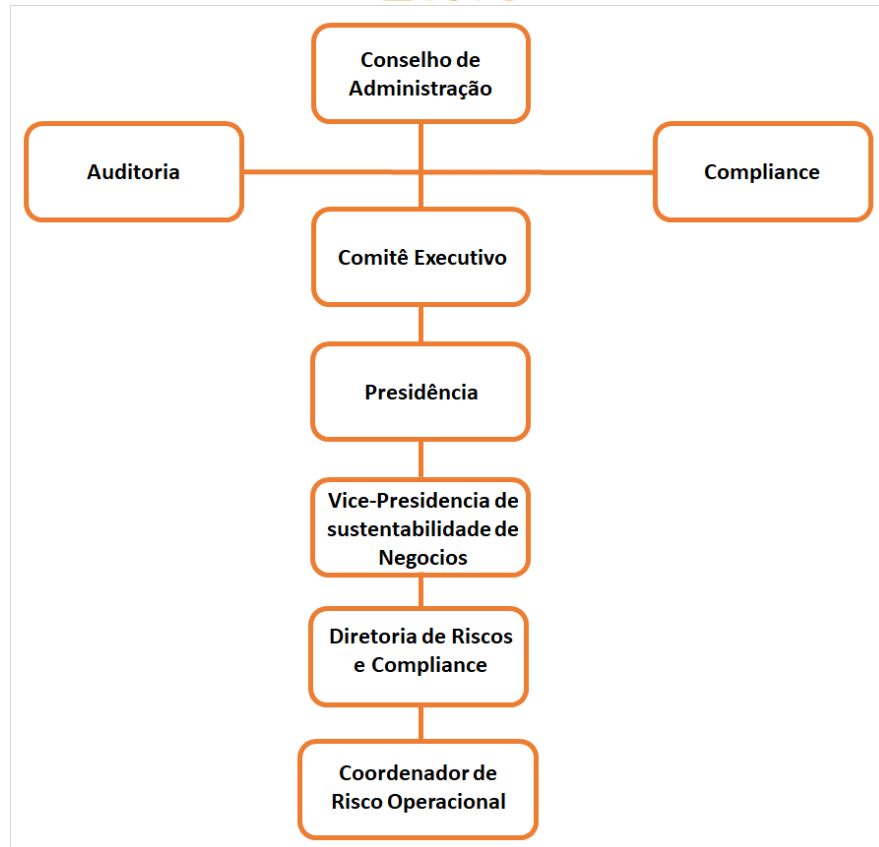 Conselho de
Administração
Auditoria
Compliance
Comitê Executivo
Presidência
Vice-Presidencia de
sustentabilidade de
Negocios
Diretoria de Riscos
e Compliance
Coordenador de
Risco Operacional